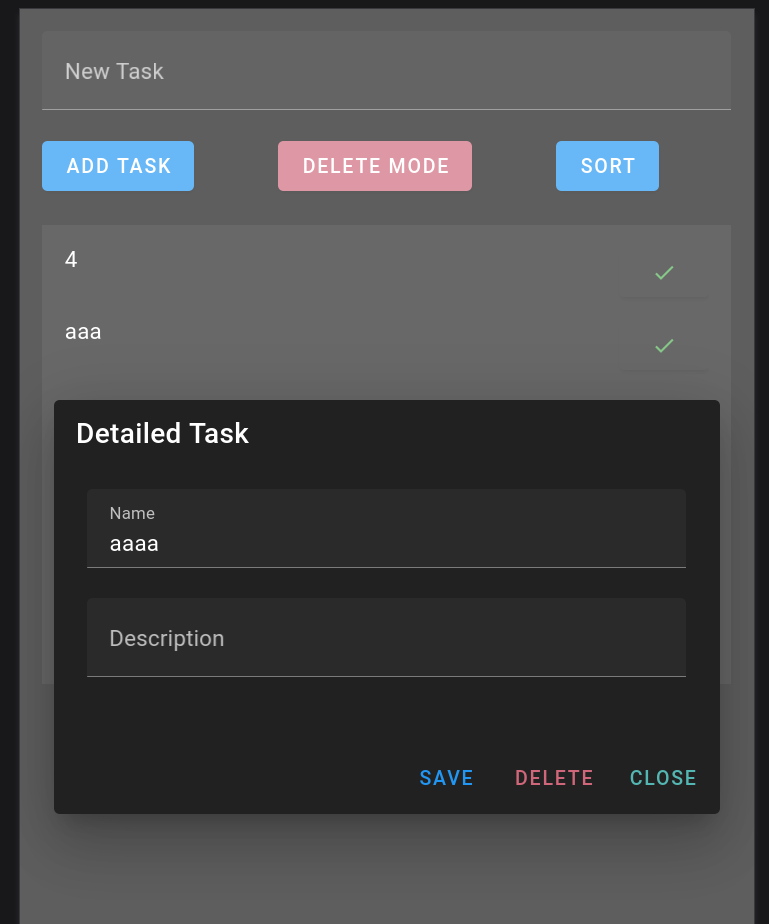 New Task
ADD TASK DELETE MODE SORT
4
aaa
Detailed Task
Name
aaaa
Description
SAVE DELETE CLOSE